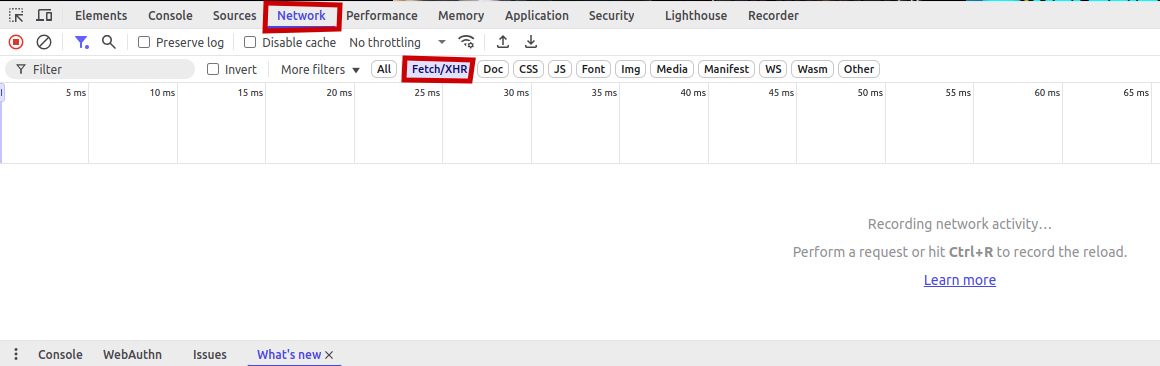 Elements Console Sources Network Performance Memory Application Security Lighthouse Recorder
Preserve log Disable cache No throttling
Filter Invert More filters All Fetch/XHR Doc CSS JS Font Img Media Manifest WS Wasm Other
5 ms 10 ms 15 ms 20 ms 25 ms 30 ms 35 ms 40 ms 45 ms 50 ms 55 ms 60 ms 65 ms
Recording network activity…
Perform a request or hit Ctrl+R to record the reload.
Learn more
Console WebAuthn Issues What's new